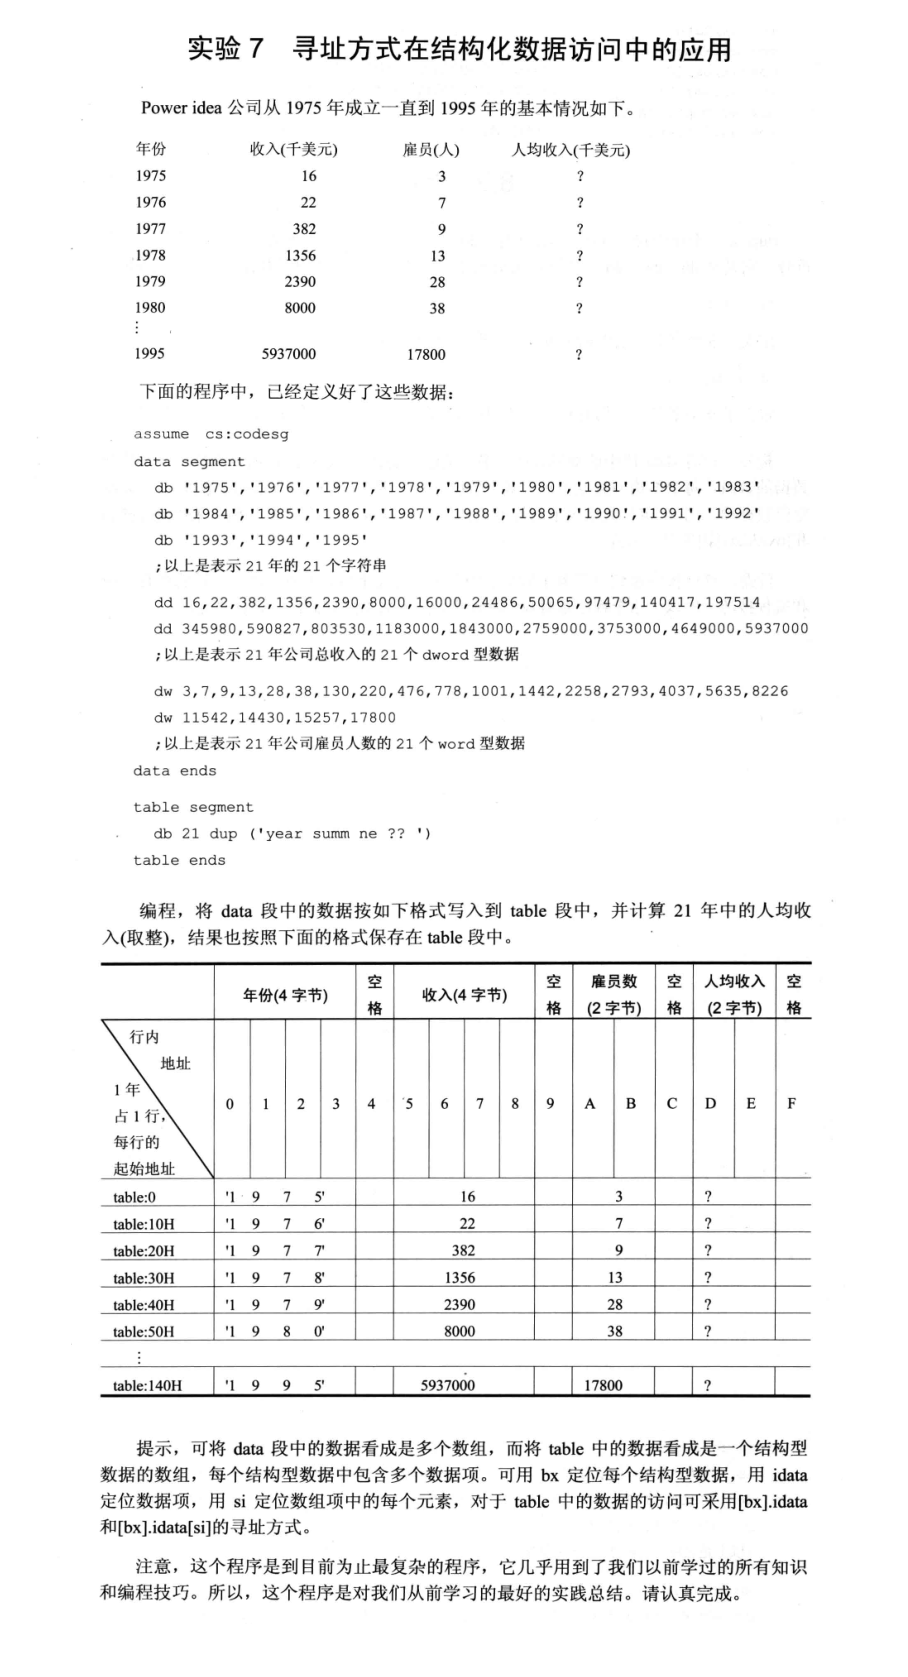 实验 7 寻址方式在结构化数据访问中的应用
Power idea 公司从 1975 年成立一直到 1995 年的基本情况如下。
年份 收入(千美元) 雇员(人) 人均收入(千美元)
1975 16 3 ?
1976 22 7 ?
1977 382 9 ?
1978 1356 13 ?
1979 2390 28 ?
1980 8000 38 ?
⋮
1995 5937000 17800 ?
下面的程序中，已经定义好了这些数据：
assume cs:codesg
data segment
db '1975','1976','1977','1978','1979','1980','1981','1982','1983'
db '1984','1985','1986','1987','1988','1989','1990','1991','1992'
db '1993','1994','1995'
;以上是表示 21 年的 21 个字符串
dd 16,22,382,1356,2390,8000,16000,24486,50065,97479,140417,197514
dd 345980,590827,803530,1183000,1843000,2759000,3753000,4649000,5937000
;以上是表示 21 年公司总收入的 21 个 dword 型数据
dw 3,7,9,13,28,38,130,220,476,778,1001,1442,2258,2793,4037,5635,8226
dw 11542,14430,15257,17800
;以上是表示 21 年公司雇员人数的 21 个 word 型数据
data ends
table segment
db 21 dup ('year summ ne ?? ')
table ends
编程，将 data 段中的数据按如下格式写入到 table 段中，并计算 21 年中的人均收
入(取整)，结果也按照下面的格式保存在 table 段中。
年份(4 字节) 空格 收入(4 字节) 空格 雇员数(2 字节) 空格 人均收入(2 字节) 空格
行内
地址
1 年
占 1 行，
每行的
起始地址
0 1 2 3 4 5 6 7 8 9 A B C D E F
table:0 '1 9 7 5' 16 3 ?
table:10H '1 9 7 6' 22 7 ?
table:20H '1 9 7 7' 382 9 ?
table:30H '1 9 7 8' 1356 13 ?
table:40H '1 9 7 9' 2390 28 ?
table:50H '1 9 8 0' 8000 38 ?
⋮
table:140H '1 9 9 5' 5937000 17800 ?
提示，可将 data 段中的数据看成是多个数组，而将 table 中的数据看成是一个结构型
数据的数组，每个结构型数据中包含多个数据项。可用 bx 定位每个结构型数据，用 idata
定位数据项，用 si 定位数组项中的每个元素，对于 table 中的数据的访问可采用[bx].idata
和[bx].idata[si]的寻址方式。
注意，这个程序是到目前为止最复杂的程序，它几乎用到了我们以前学过的所有知识
和编程技巧。所以，这个程序是对我们从前学习的最好的实践总结。请认真完成。